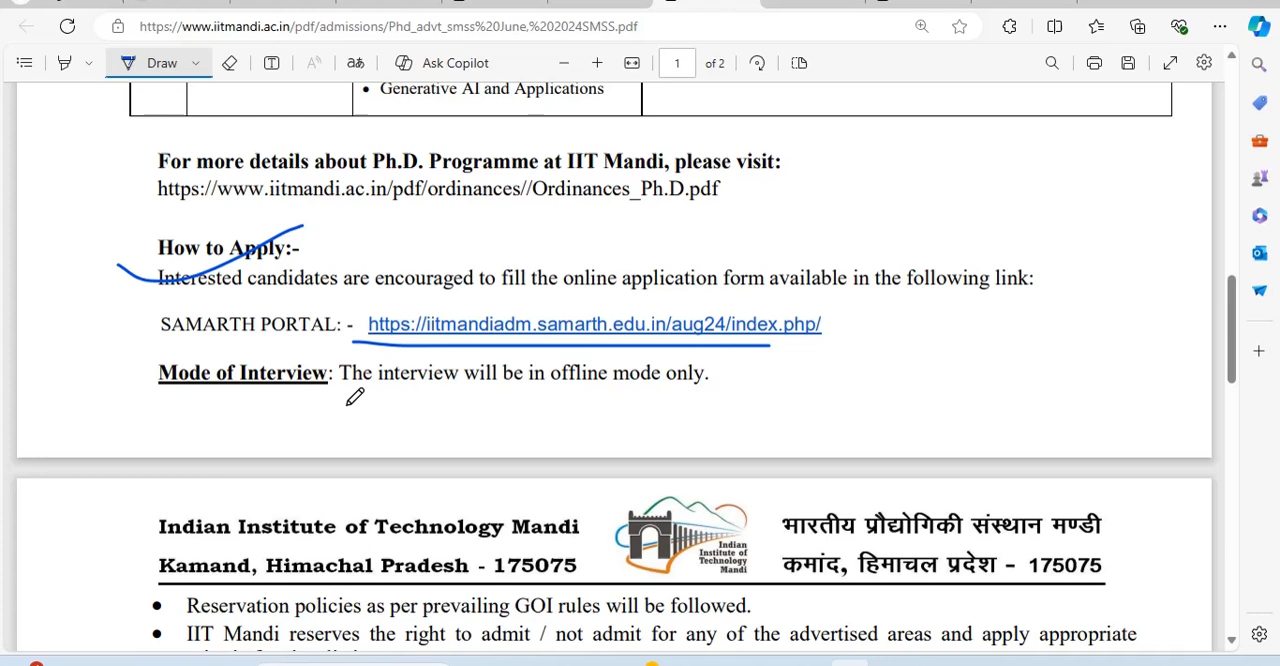 https://www.iitmandi.ac.in/pdf/admissions/Phd_advt_smss%20June,%202024SMSS.pdf
Draw
aあ
Ask Copilot
1 of 2
• Generative AI and Applications
For more details about Ph.D. Programme at IIT Mandi, please visit:
https://www.iitmandi.ac.in/pdf/ordinances//Ordinances_Ph.D.pdf
How to Apply:-
Interested candidates are encouraged to fill the online application form available in the following link:
SAMARTH PORTAL: - https://iitmandiadm.samarth.edu.in/aug24/index.php/
Mode of Interview: The interview will be in offline mode only.
Indian Institute of Technology Mandi
Kamand, Himachal Pradesh - 175075
Indian
Institute of
Technology
Mandi
भारतीय प्रौद्योगिकी संस्थान मण्डी
कमांद, हिमाचल प्रदेश - 175075
• Reservation policies as per prevailing GOI rules will be followed.
• IIT Mandi reserves the right to admit / not admit for any of the advertised areas and apply appropriate